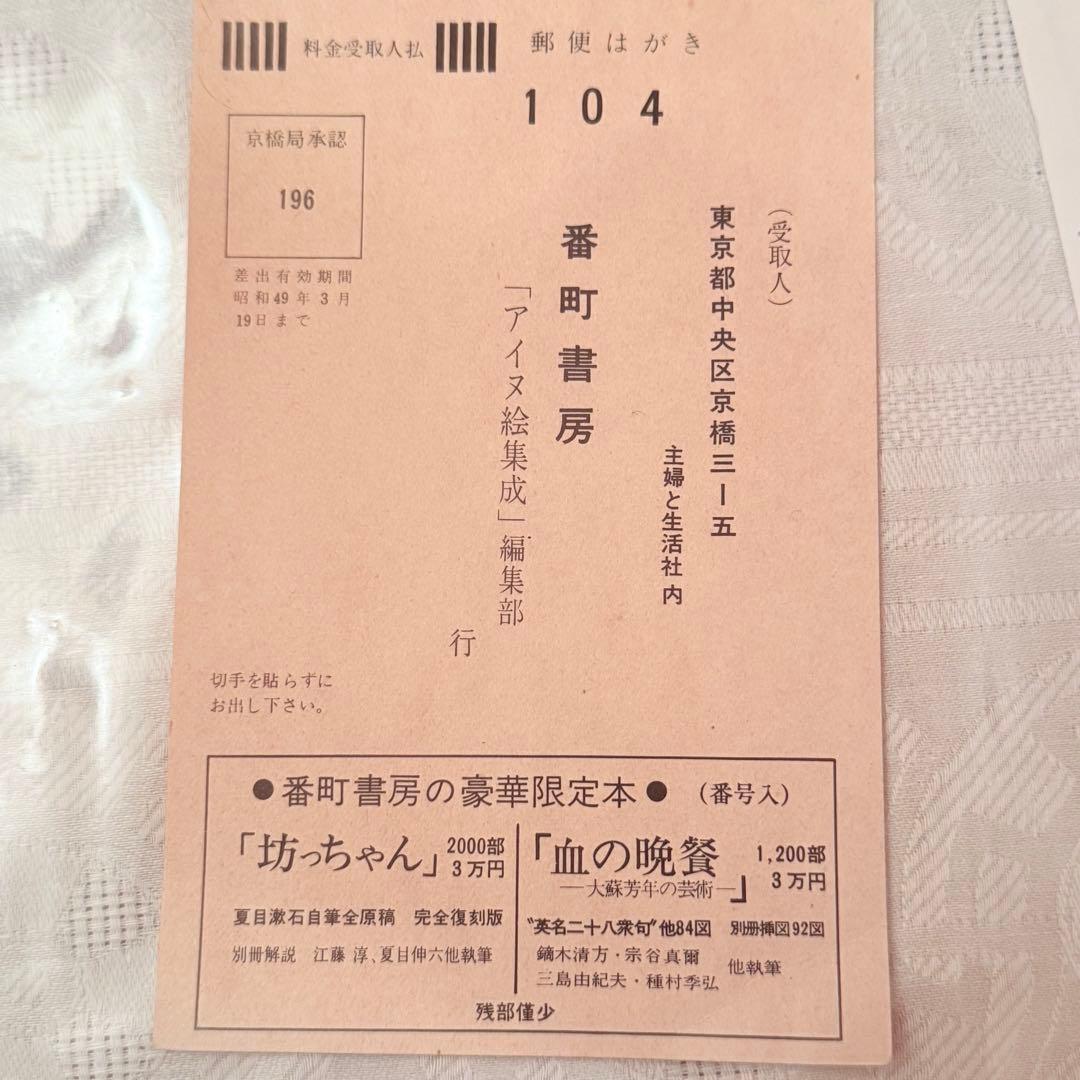 料金受取人払
郵便はがき
104
京橋局承認
196
差出有効期間
昭和49年3月
19日まで
(受取人)
東京都中央区京橋三ー五
主婦と生活社内
番町書房
「アイヌ絵集成」編集部
行
切手を貼らずに
お出し下さい。
●番町書房の豪華限定本● (番号入)
「坊っちゃん」
2000部
3万円
夏目漱石自筆全原稿 完全復刻版
別冊解説 江藤淳、夏目伸六他執筆
「血の晩餐
―大蘇芳年の芸術―」
1,200部
3万円
"英名二十八衆句"他84図 別冊挿図92図
鏑木清方・宗谷真爾
三島由紀夫・種村季弘
他執筆
残部僅少